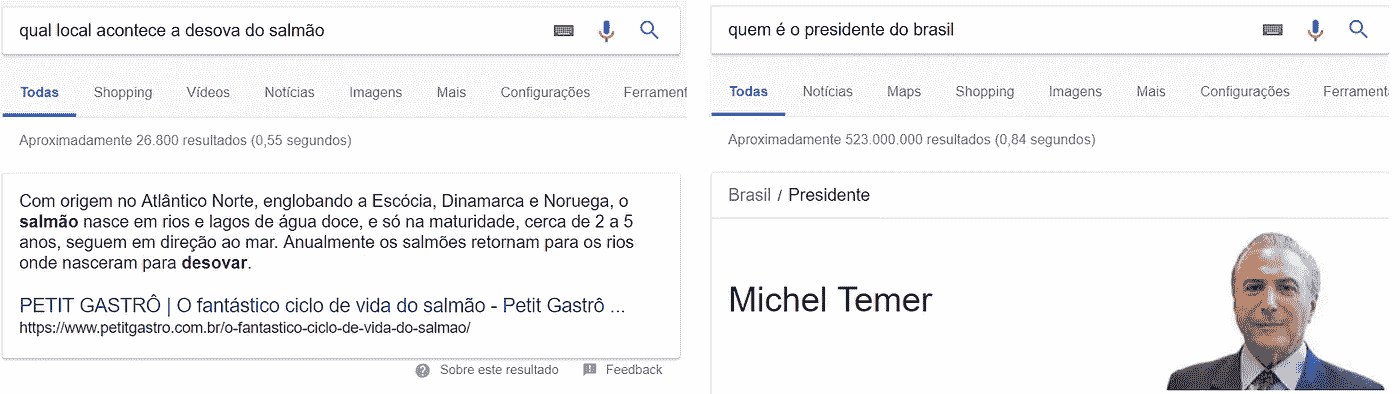 qual local acontece a desova do salmão
Todas Shopping Vídeos Notícias Imagens Mais Configurações Ferrament
Aproximadamente 26.800 resultados (0,55 segundos)
Com origem no Atlântico Norte, englobando a Escócia, Dinamarca e Noruega, o
salmão nasce em rios e lagos de água doce, e só na maturidade, cerca de 2 a 5
anos, seguem em direção ao mar. Anualmente os salmões retornam para os rios
onde nasceram para desovar.
PETIT GASTRÔ | O fantástico ciclo de vida do salmão - Petit Gastrô ...
https://www.petitgastro.com.br/o-fantastico-ciclo-de-vida-do-salmao/
Sobre este resultado Feedback
quem é o presidente do brasil
Todas Notícias Maps Shopping Imagens Mais Configurações Ferrament
Aproximadamente 523.000.000 resultados (0,84 segundos)
Brasil / Presidente
Michel Temer